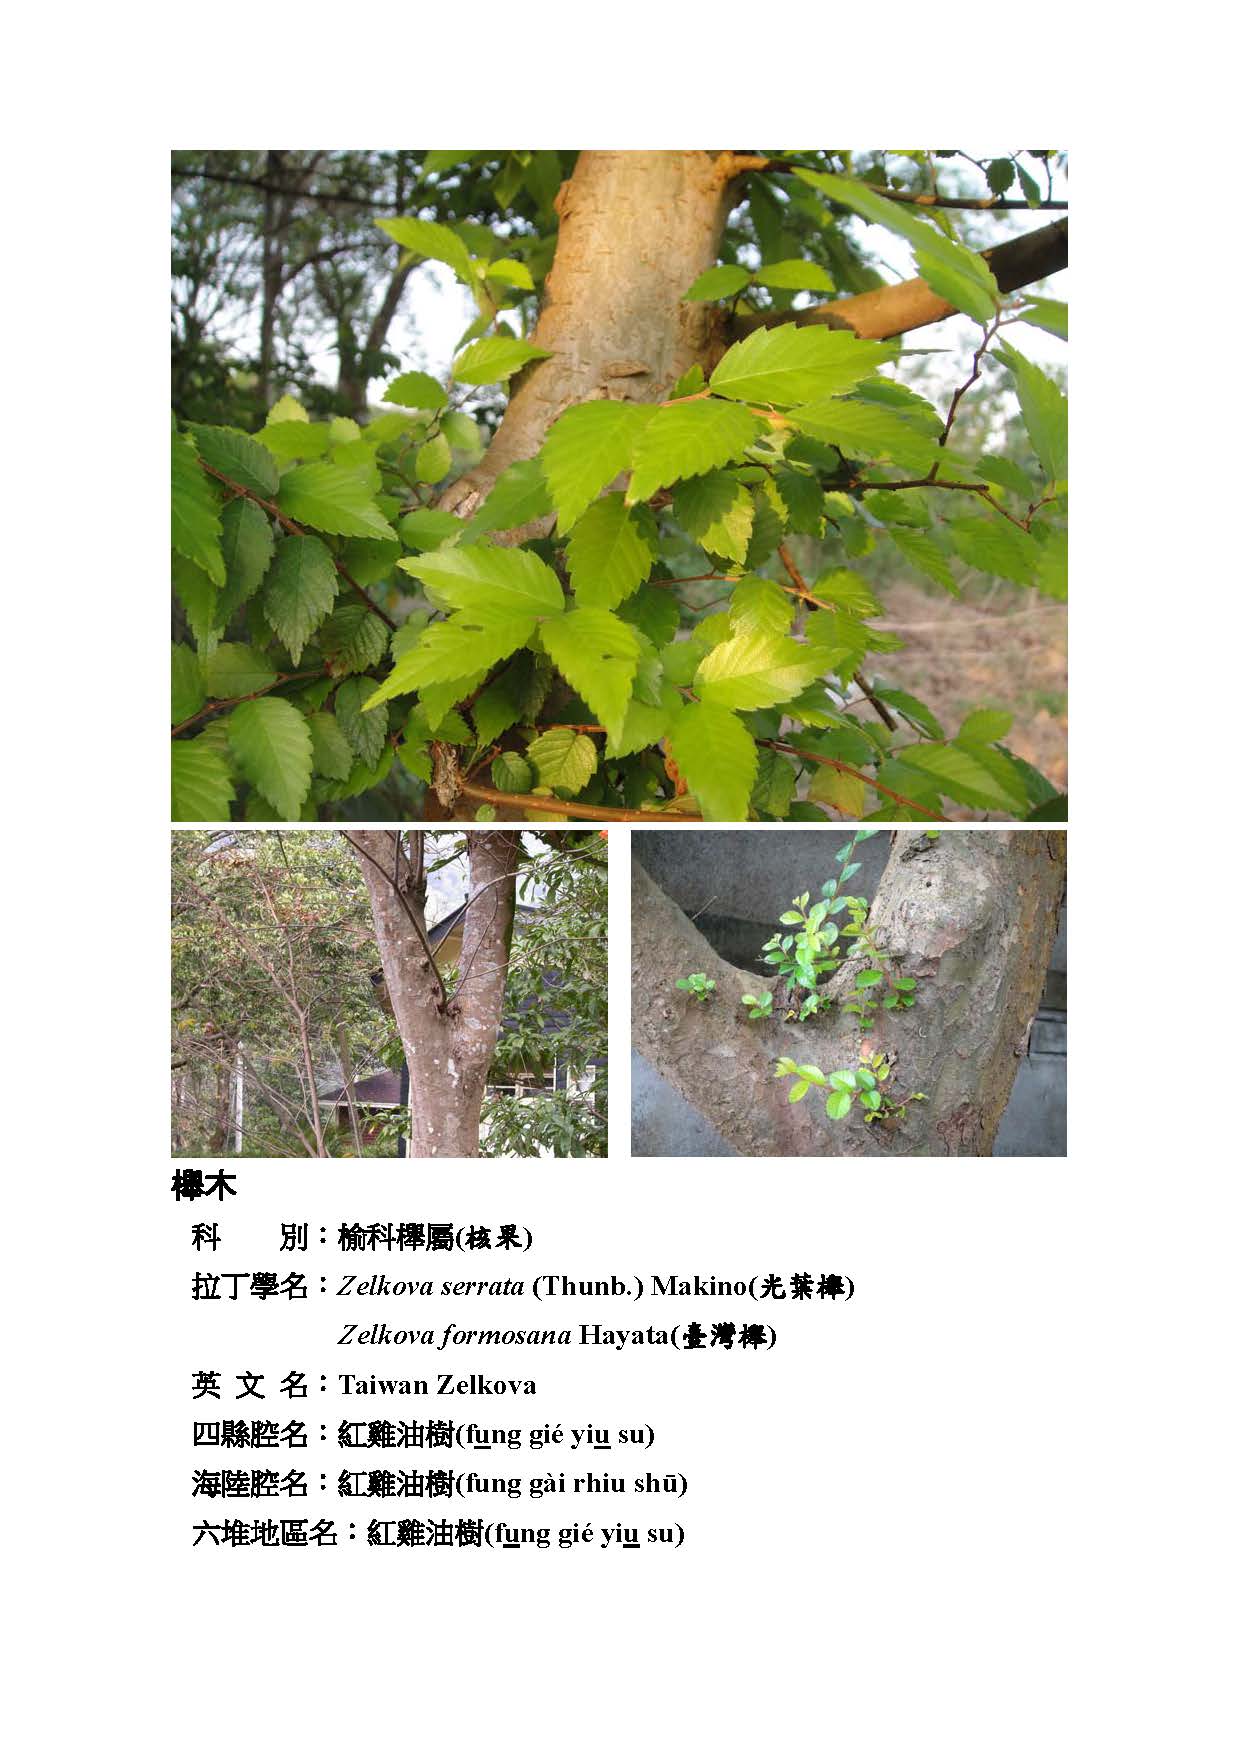 櫸木
科　　別：榆科櫸屬(核果)
拉丁學名：Zelkova serrata (Thunb.) Makino(光葉櫸)
Zelkova formosana Hayata(臺灣櫸)
英 文 名：Taiwan Zelkova
四縣腔名：紅雞油樹(fung gié yiu su)
海陸腔名：紅雞油樹(fung gài rhiu shū)
六堆地區名：紅雞油樹(fung gié yiu su)